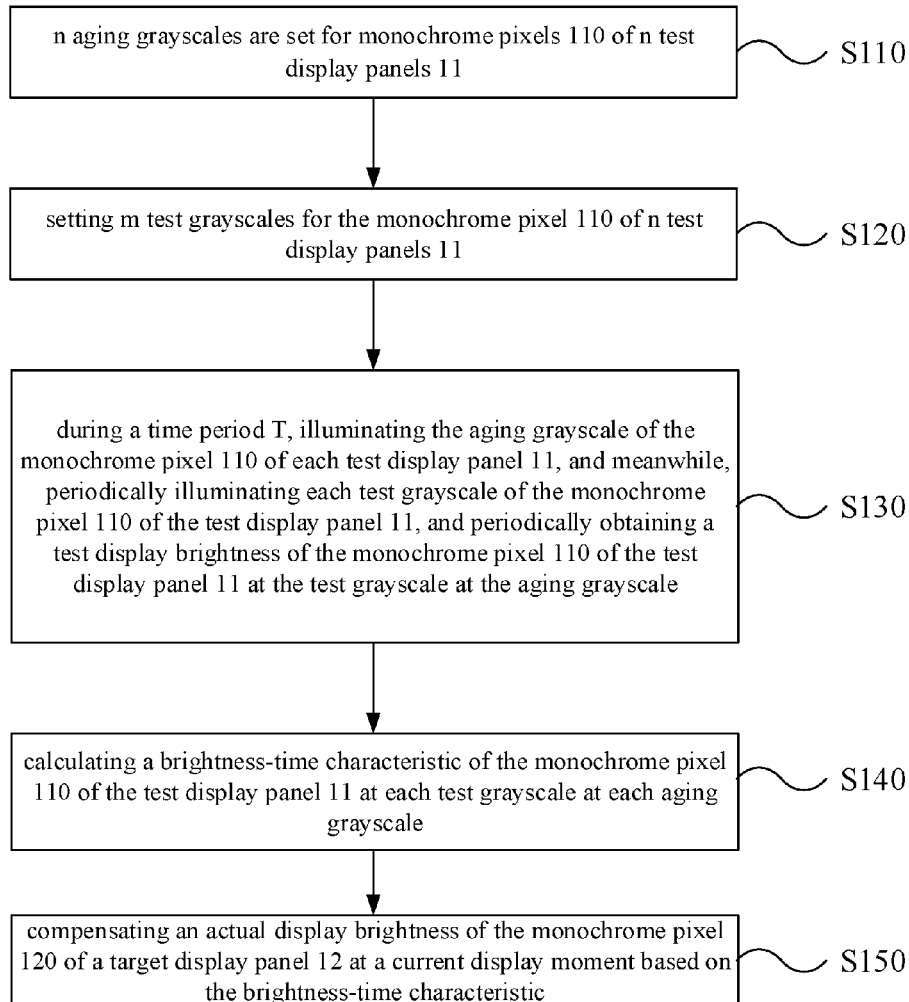 n aging grayscales are set for monochrome pixels 110 of n test
display panels 11
S110
setting m test grayscales for the monochrome pixel 110 of n test
display panels 11
S120
during a time period T, illuminating the aging grayscale of the
monochrome pixel 110 of each test display panel 11, and meanwhile,
periodically illuminating each test grayscale of the monochrome
pixel 110 of the test display panel 11, and periodically obtaining a
test display brightness of the monochrome pixel 110 of the test
display panel 11 at the test grayscale at the aging grayscale
S130
calculating a brightness-time characteristic of the monochrome pixel
110 of the test display panel 11 at each test grayscale at each aging
grayscale
S140
compensating an actual display brightness of the monochrome pixel
120 of a target display panel 12 at a current display moment based on
the brightness-time characteristic
S150